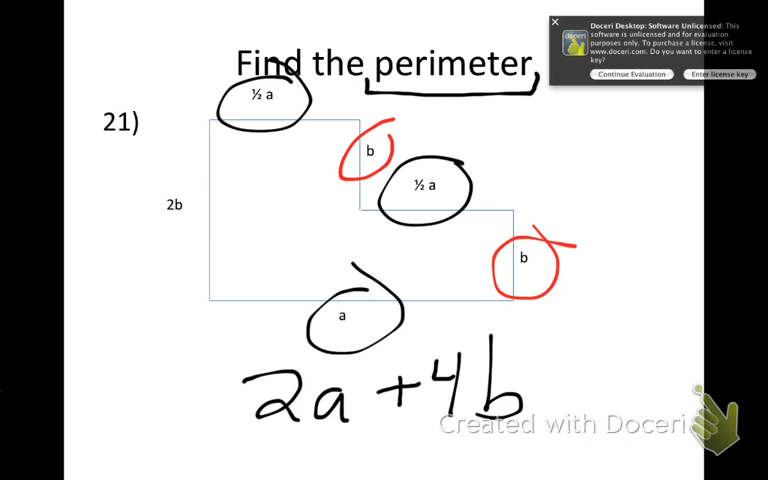 Doceri Desktop: Software Unlicensed: This
software is unlicensed and for evaluation
purposes only. To purchase a license, visit
www.doceri.com. Do you want to enter a license
key?
doceri
Continue Evaluation
Enter license key
Find the perimeter.
½ a
21)
b
½ a
2b
b
a
2a + 4b
Created with Doceri